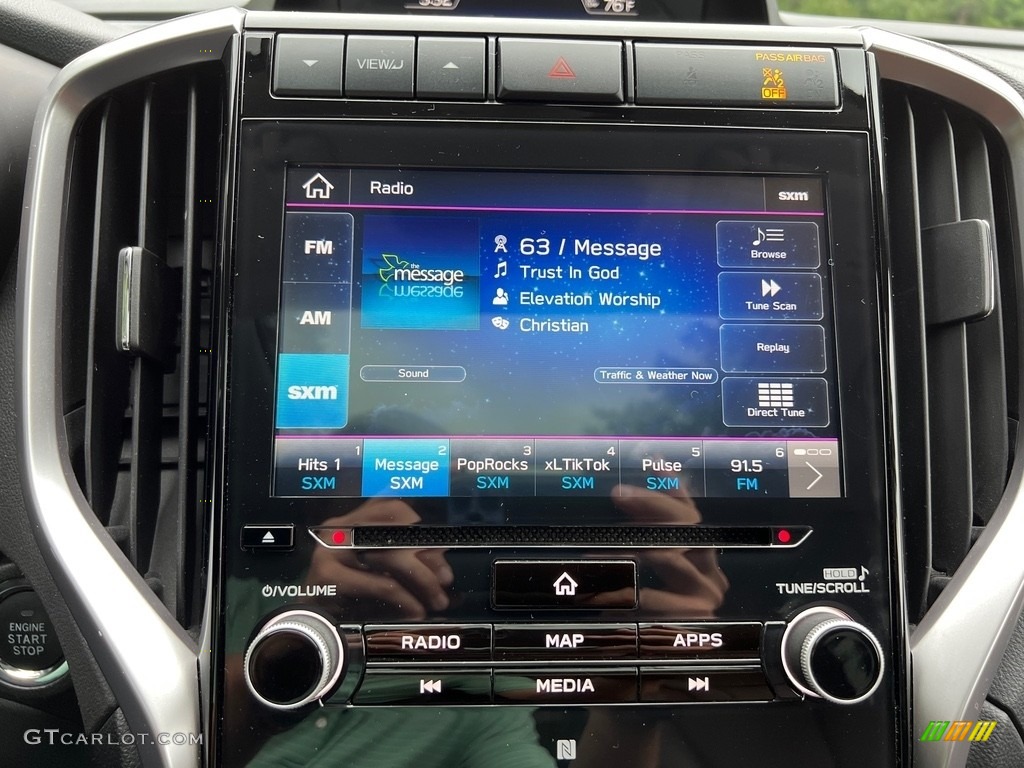 76°F
VIEW
PASS AIR BAG
OFF
Radio
sxm
FM
AM
sxm
the
message
63 / Message
Trust In God
Elevation Worship
Christian
Browse
Tune Scan
Replay
Direct Tune
Sound
Traffic & Weather Now
1
Hits 1
SXM
2
Message
SXM
3
PopRocks
SXM
4
xLTikTok
SXM
5
Pulse
SXM
6
91.5
FM
VOLUME
HOLD
TUNE/SCROLL
ENGINE
START
STOP
RADIO
MAP
APPS
MEDIA
N
GTCARLOT.COM